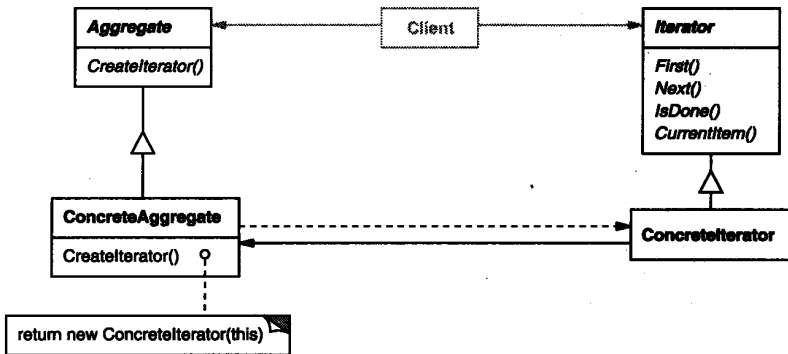 Aggregate
CreateIterator()
Client
Iterator
First()
Next()
IsDone()
CurrentItem()
ConcreteAggregate
CreateIterator()
ConcreteIterator
return new ConcreteIterator(this)